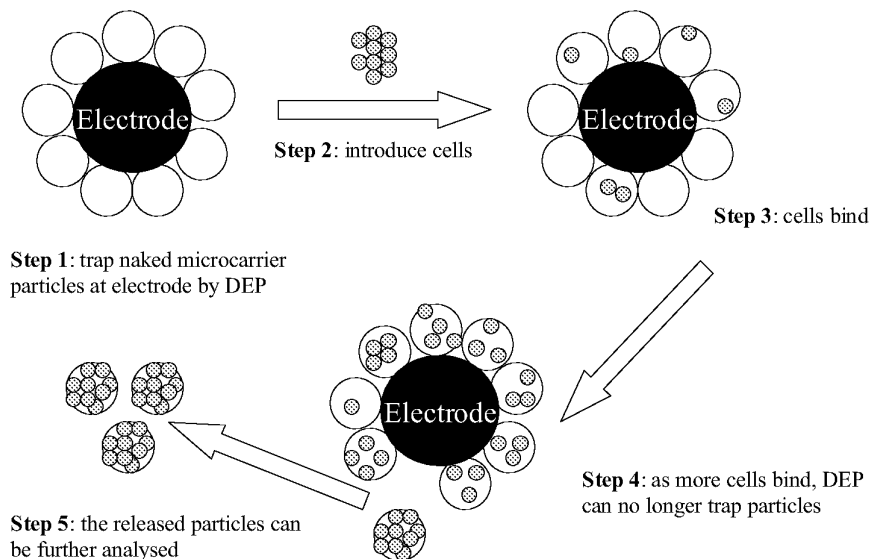 Electrode
Step 2: introduce cells
Electrode
Step 3: cells bind
Step 1: trap naked microcarrier
particles at electrode by DEP
Electrode
Step 4: as more cells bind, DEP
can no longer trap particles
Step 5: the released particles can
be further analysed